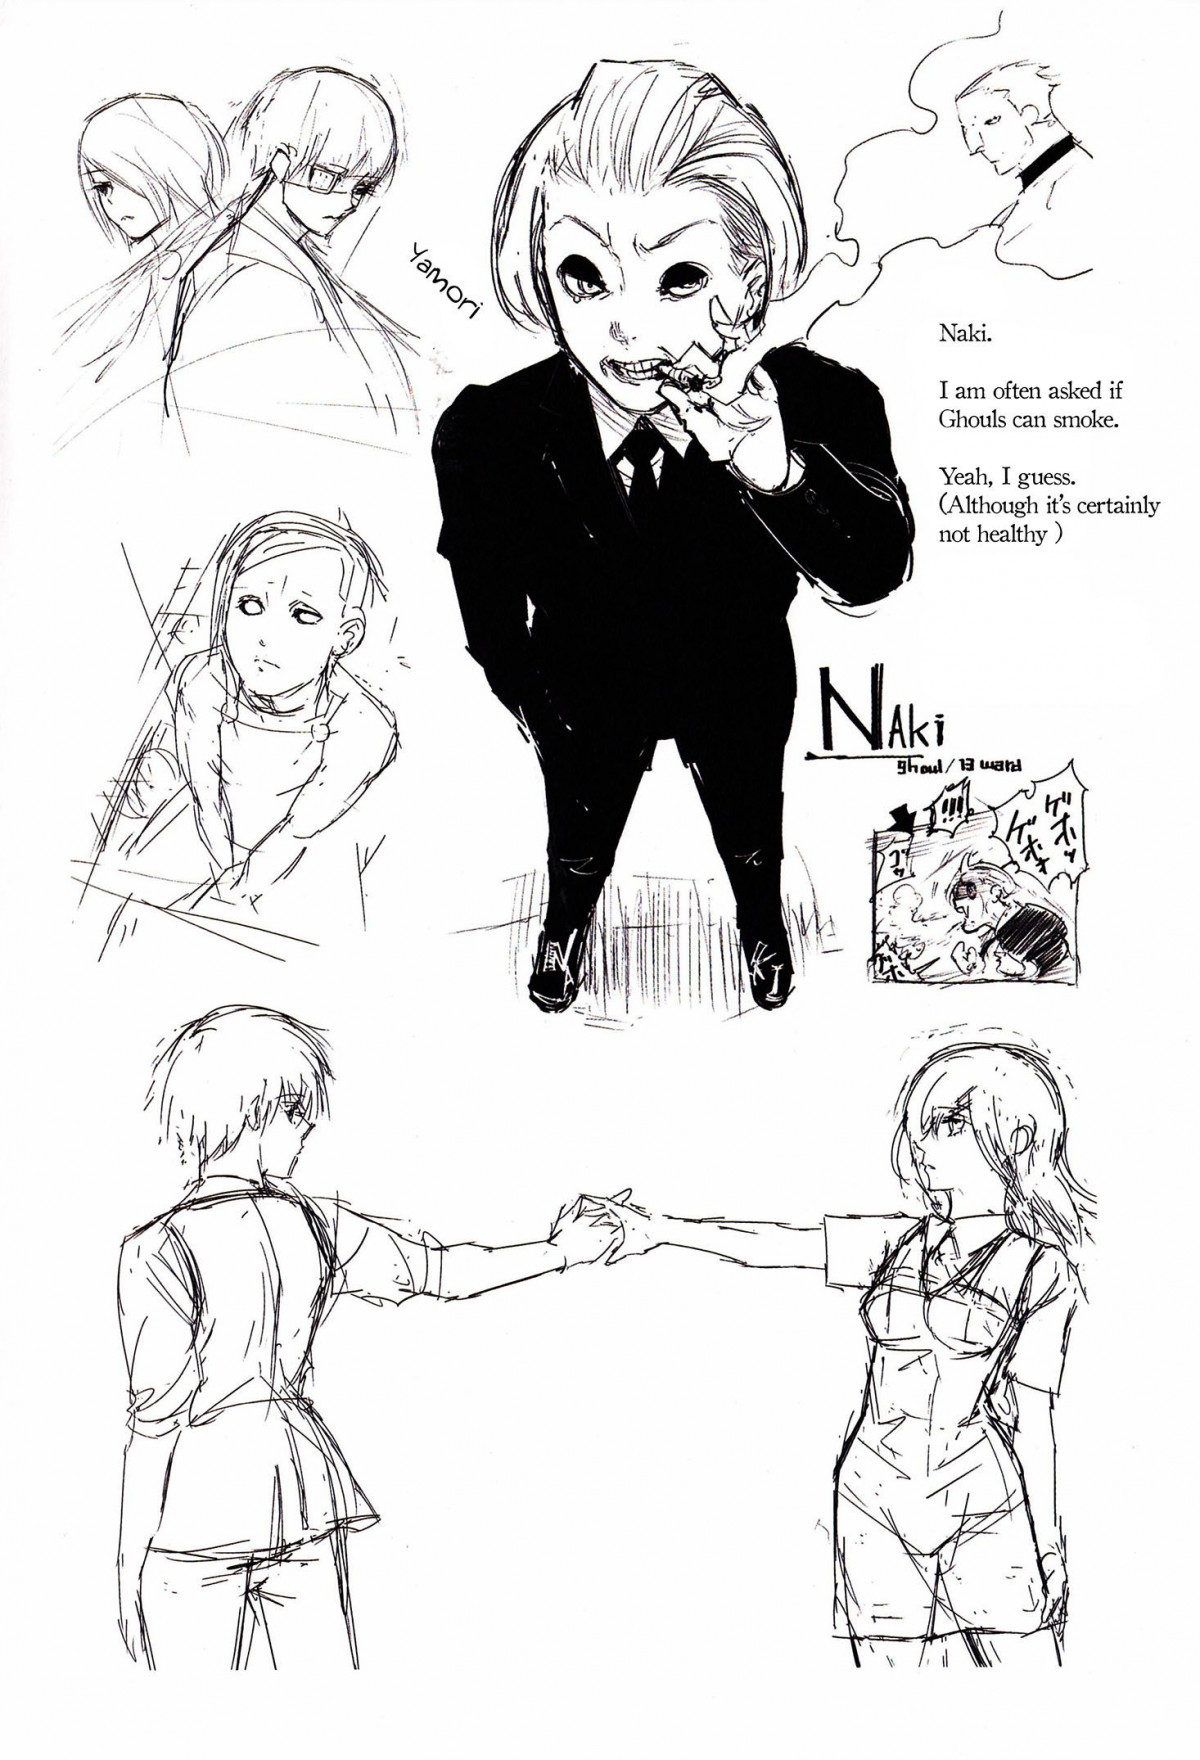 Yamori
Naki.
I am often asked if
Ghouls can smoke.
Yeah, I guess.
(Although it's certainly
not healthy )
NAki
ghoul/13 ward
!!!
ゲホッ
ゲホォ